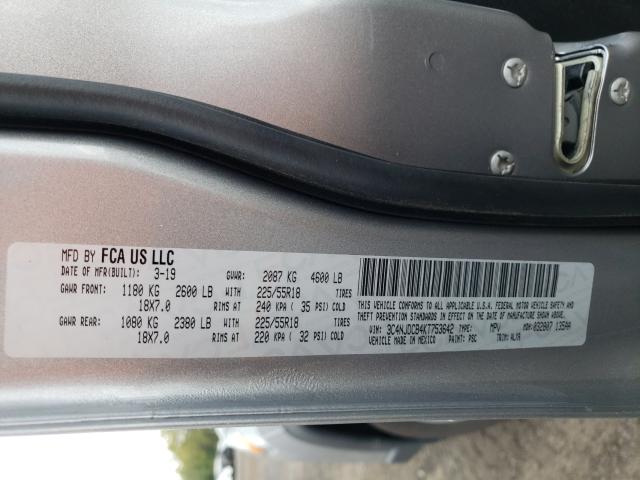 MFD BY FCA US LLC
DATE OF MFR(BUILT): 3-19 GVWR: 2087 KG 4600 LB
GAWR FRONT: 1180 KG 2600 LB WITH 225/55R18 TIRES
18X7.0 RIMS AT 240 KPA ( 35 PSI) COLD
GAWR REAR: 1080 KG 2380 LB WITH 225/55R18 TIRES
18X7.0 RIMS AT 220 KPA ( 32 PSI) COLD
THIS VEHICLE CONFORMS TO ALL APPLICABLE U.S.A. FEDERAL MOTOR VEHICLE SAFETY AND
THEFT PREVENTION STANDARDS IN EFFECT ON THE DATE OF MANUFACTURE SHOWN ABOVE.
VIN: 3C4NJDCB4KT753642 TYPE: MPV MDH:032907 135AA
VEHICLE MADE IN MEXICO PAINT: PSC TRIM: